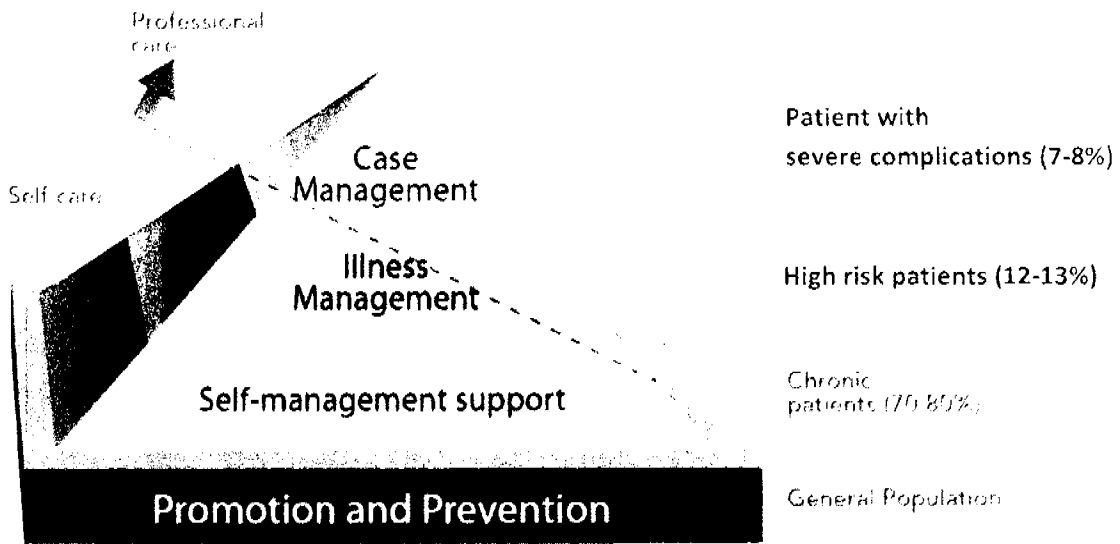 Professional
care
Patient with
severe complications (7-8%)
Case
Management
Self care
Illness
Management
High risk patients (12-13%)
Chronic
patients (70-80%)
Self-management support
Promotion and Prevention
General Population